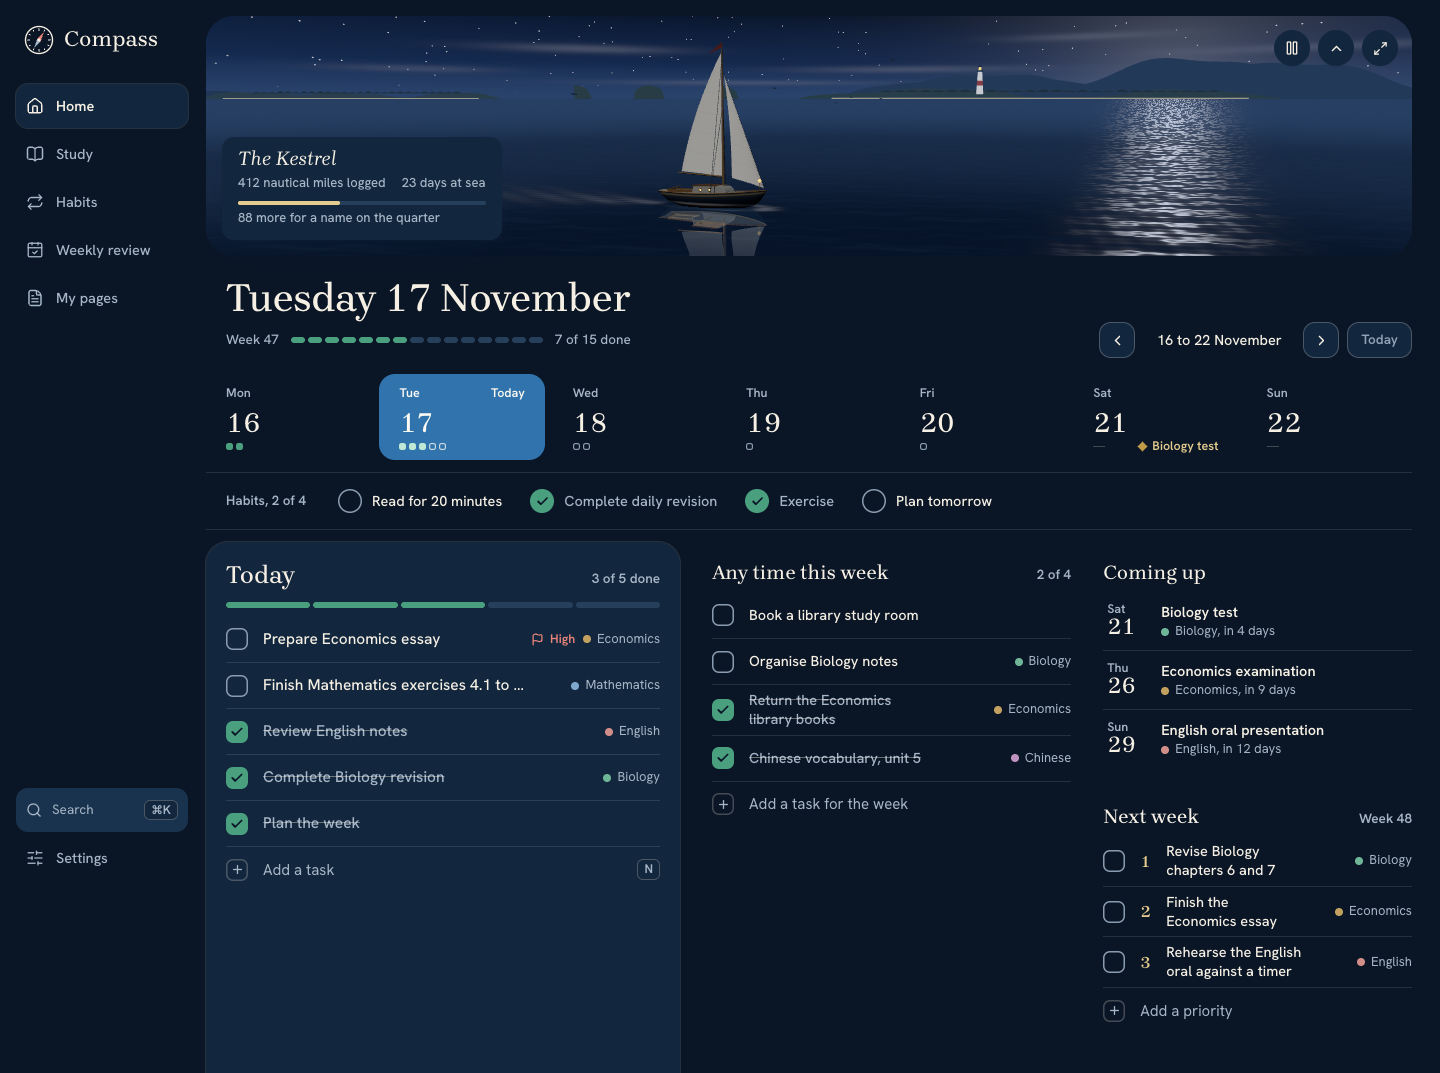 Compass
Home
Study
Habits
Weekly review
My pages
Search ⌘K
Settings
The Kestrel
412 nautical miles logged 23 days at sea
88 more for a name on the quarter
Tuesday 17 November
Week 47 7 of 15 done
16 to 22 November Today
Mon
16
Tue Today
17
Wed
18
Thu
19
Fri
20
Sat
21
— Biology test
Sun
22
—
Habits, 2 of 4 Read for 20 minutes Complete daily revision Exercise Plan tomorrow
Today 3 of 5 done
Prepare Economics essay High Economics
Finish Mathematics exercises 4.1 to ... Mathematics
Review English notes English
Complete Biology revision Biology
Plan the week
Add a task N
Any time this week 2 of 4
Book a library study room
Organise Biology notes Biology
Return the Economics
library books Economics
Chinese vocabulary, unit 5 Chinese
Add a task for the week
Coming up
Sat
21
Biology test
Biology, in 4 days
Thu
26
Economics examination
Economics, in 9 days
Sun
29
English oral presentation
English, in 12 days
Next week Week 48
1 Revise Biology
chapters 6 and 7 Biology
2 Finish the
Economics essay Economics
3 Rehearse the English
oral against a timer English
Add a priority